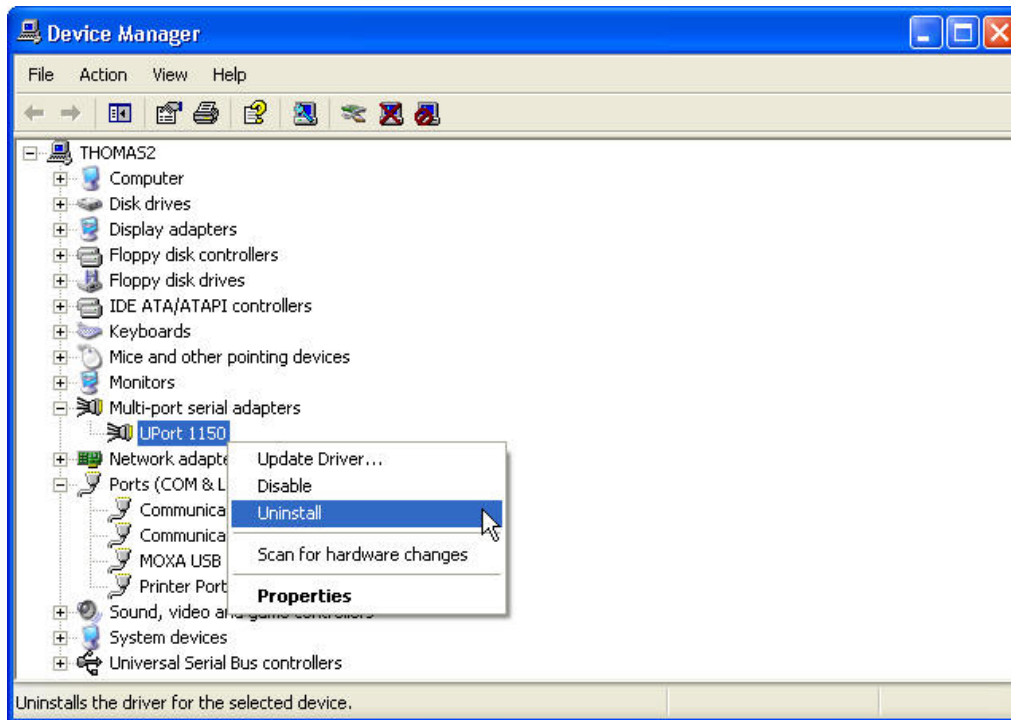 Device Manager
File Action View Help
THOMAS2
Computer
Disk drives
Display adapters
Floppy disk controllers
Floppy disk drives
IDE ATA/ATAPI controllers
Keyboards
Mice and other pointing devices
Monitors
Multi-port serial adapters
UPort 1150
Network adapte
Update Driver...
Ports (COM & L
Disable
Communica
Uninstall
Communica
MOXA USB
Scan for hardware changes
Printer Port
Properties
Sound, video and game controllers
System devices
Universal Serial Bus controllers
Uninstalls the driver for the selected device.